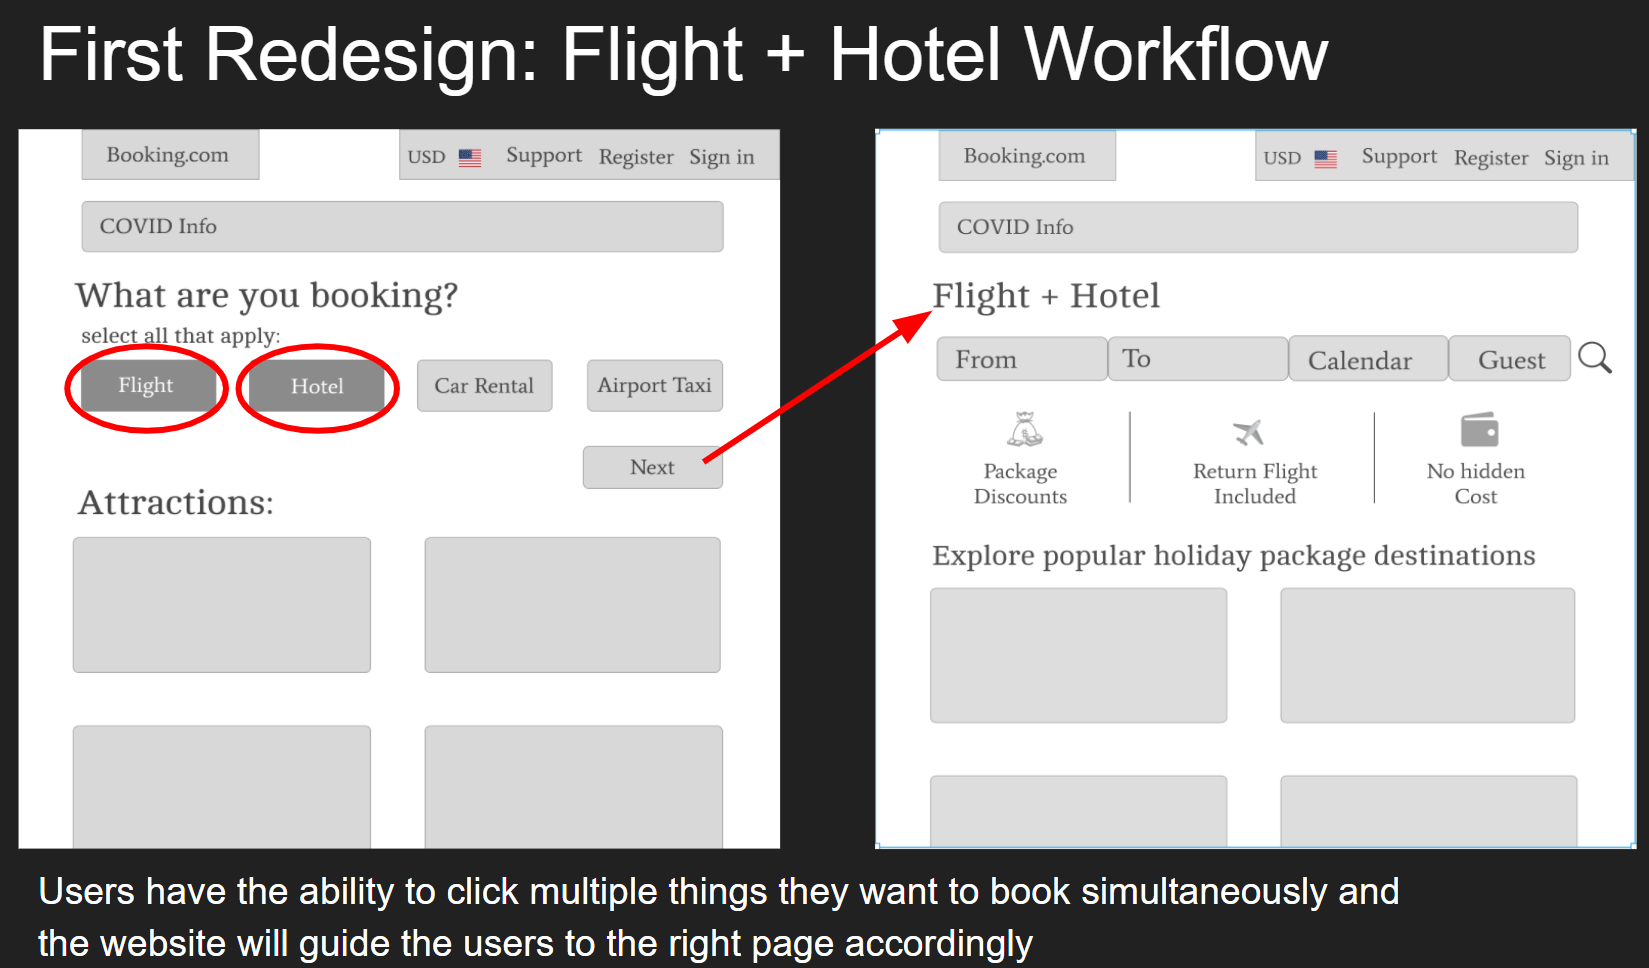 First Redesign: Flight + Hotel Workflow
Booking.com
USD Support Register Sign in
COVID Info
What are you booking?
select all that apply:
Flight
Hotel
Car Rental
Airport Taxi
Next
Attractions:
Booking.com
USD Support Register Sign in
COVID Info
Flight + Hotel
From
To
Calendar
Guest
Package
Discounts
Return Flight
Included
No hidden
Cost
Explore popular holiday package destinations
Users have the ability to click multiple things they want to book simultaneously and
the website will guide the users to the right page accordingly